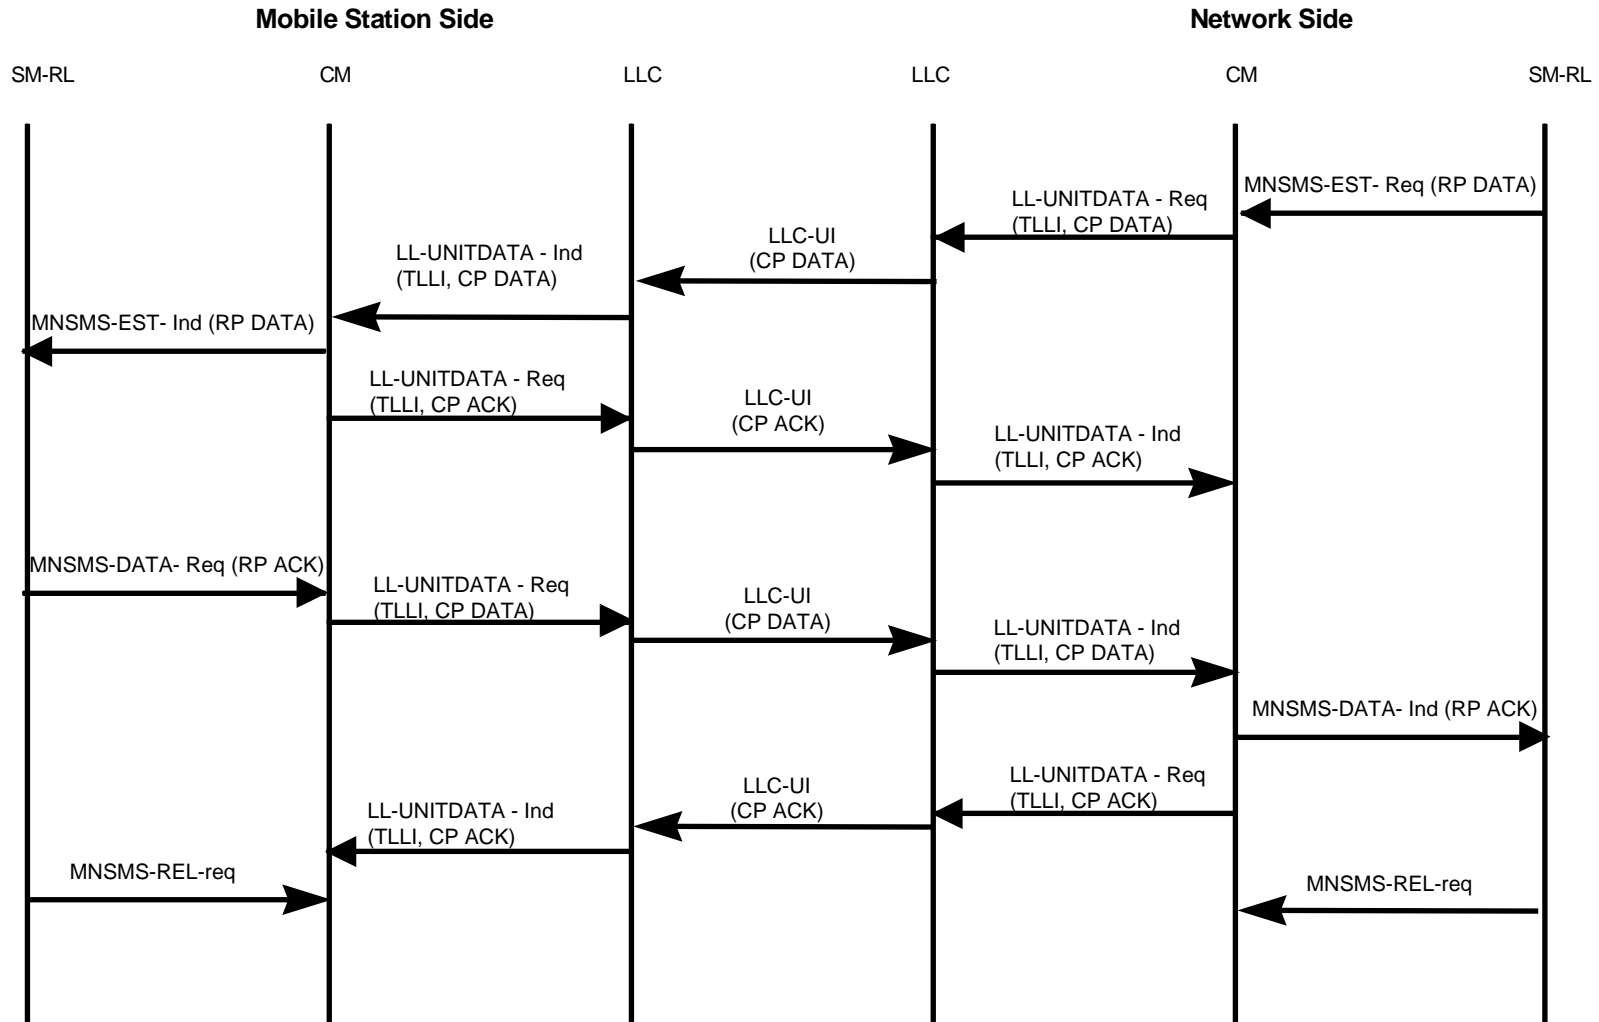 Mobile Station Side
Network Side
SM-RL
CM
LLC
LLC
CM
SM-RL
MNSMS-EST- Req (RP DATA)
LL-UNITDATA - Req
(TLLI, CP DATA)
LLC-UI
(CP DATA)
LL-UNITDATA - Ind
(TLLI, CP DATA)
MNSMS-EST- Ind (RP DATA)
LL-UNITDATA - Req
(TLLI, CP ACK)
LLC-UI
(CP ACK)
LL-UNITDATA - Ind
(TLLI, CP ACK)
MNSMS-DATA- Req (RP ACK)
LL-UNITDATA - Req
(TLLI, CP DATA)
LLC-UI
(CP DATA)
LL-UNITDATA - Ind
(TLLI, CP DATA)
MNSMS-DATA- Ind (RP ACK)
LL-UNITDATA - Req
(TLLI, CP ACK)
LLC-UI
(CP ACK)
LL-UNITDATA - Ind
(TLLI, CP ACK)
MNSMS-REL-req
MNSMS-REL-req